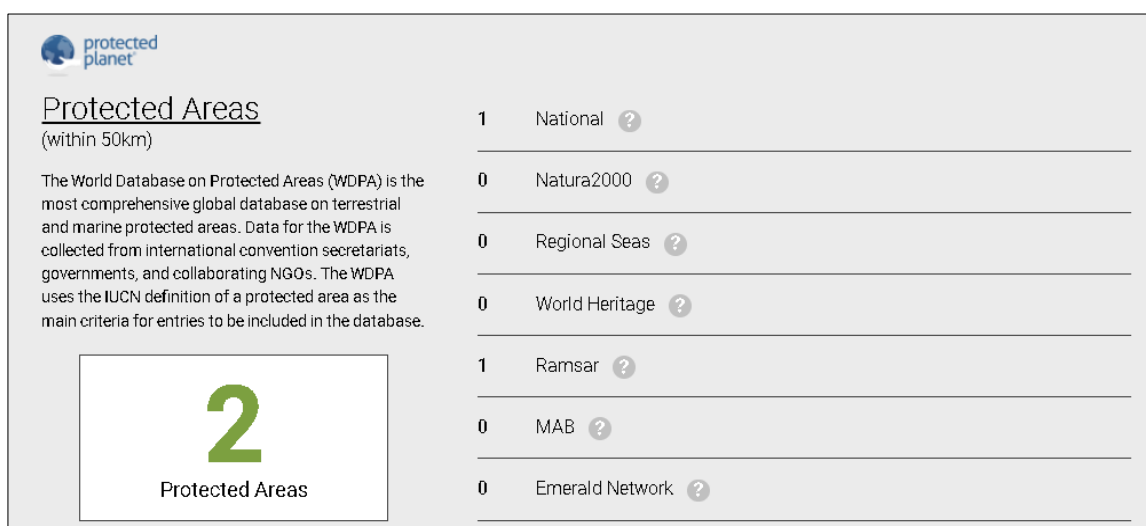 protected
planet
Protected Areas
(within 50km)
The World Database on Protected Areas (WDPA) is the
most comprehensive global database on terrestrial
and marine protected areas. Data for the WDPA is
collected from international convention secretariats,
governments, and collaborating NGOs. The WDPA
uses the IUCN definition of a protected area as the
main criteria for entries to be included in the database.
2
Protected Areas
1 National ?
0 Natura2000 ?
0 Regional Seas ?
0 World Heritage ?
1 Ramsar ?
0 MAB ?
0 Emerald Network ?